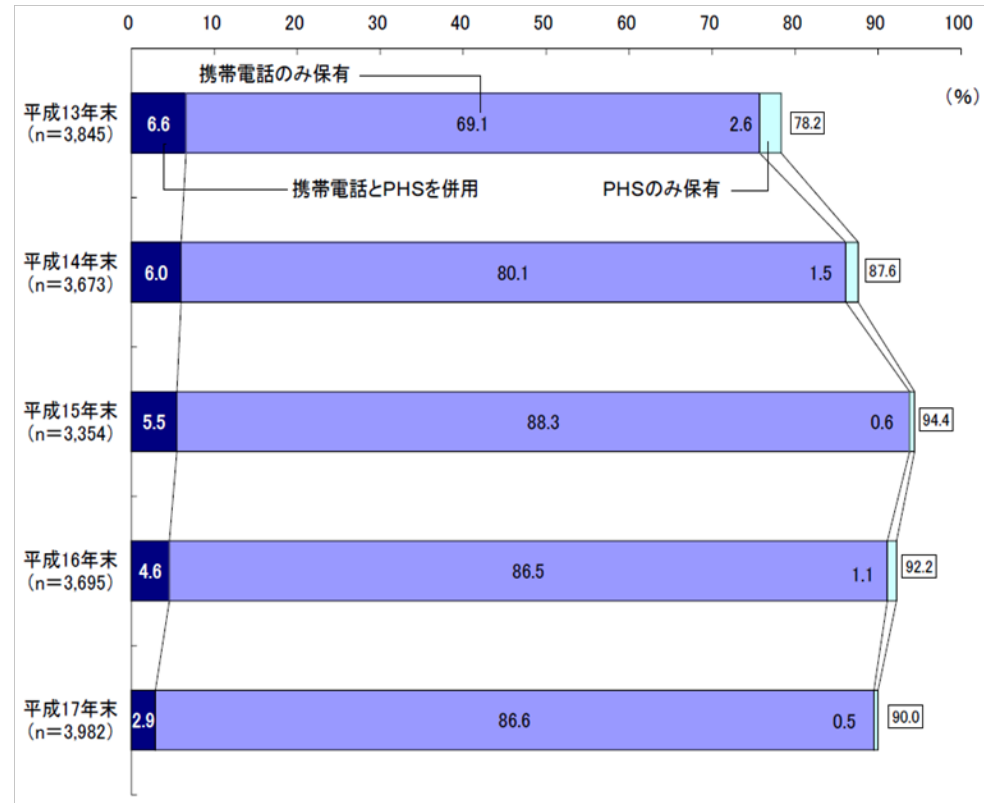 0 10 20 30 40 50 60 70 80 90 100
(%)
携帯電話のみ保有
平成13年末
(n=3,845)
6.6 69.1 2.6 78.2
携帯電話とPHSを併用 PHSのみ保有
平成14年末
(n=3,673)
6.0 80.1 1.5 87.6
平成15年末
(n=3,354)
5.5 88.3 0.6 94.4
平成16年末
(n=3,695)
4.6 86.5 1.1 92.2
平成17年末
(n=3,982)
2.9 86.6 0.5 90.0